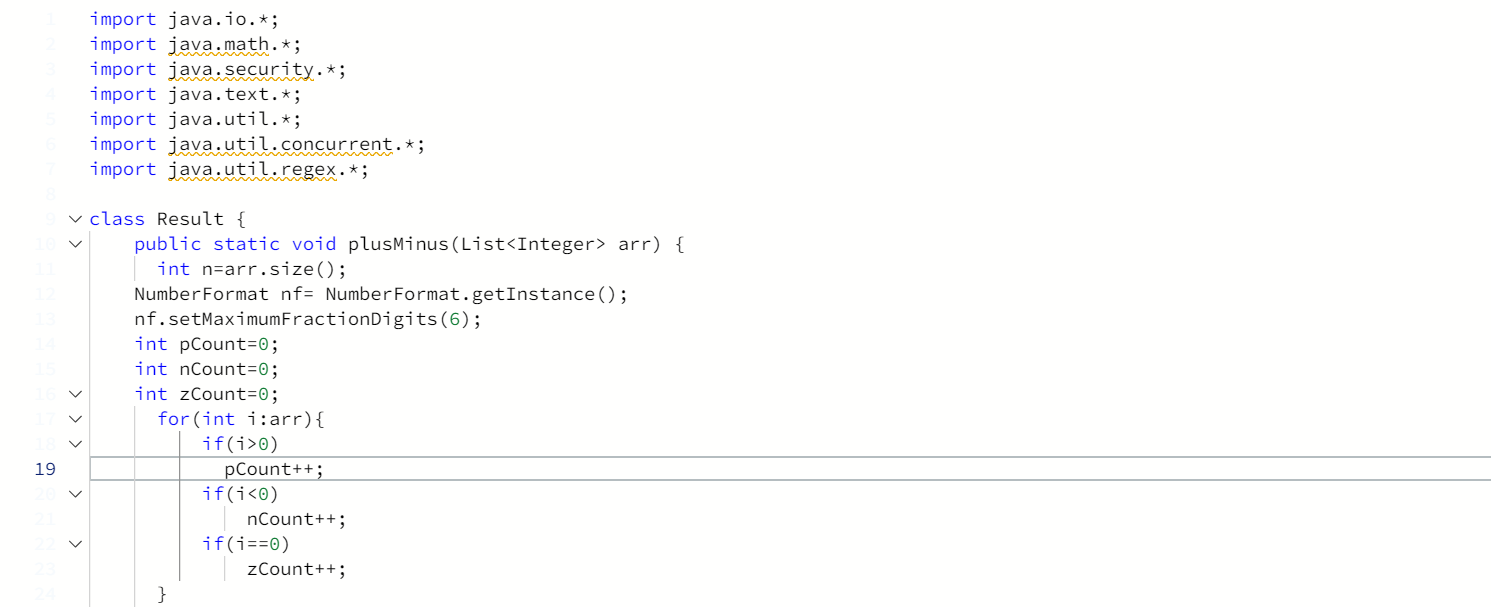 1 import java.io.*;
2 import java.math.*;
3 import java.security.*;
4 import java.text.*;
5 import java.util.*;
6 import java.util.concurrent.*;
7 import java.util.regex.*;
8
9 class Result {
10 public static void plusMinus(List<Integer> arr) {
11 int n=arr.size();
12 NumberFormat nf= NumberFormat.getInstance();
13 nf.setMaximumFractionDigits(6);
14 int pCount=0;
15 int nCount=0;
16 int zCount=0;
17 for(int i:arr){
18 if(i>0)
19 pCount++;
20 if(i<0)
21 nCount++;
22 if(i==0)
23 zCount++;
24 }